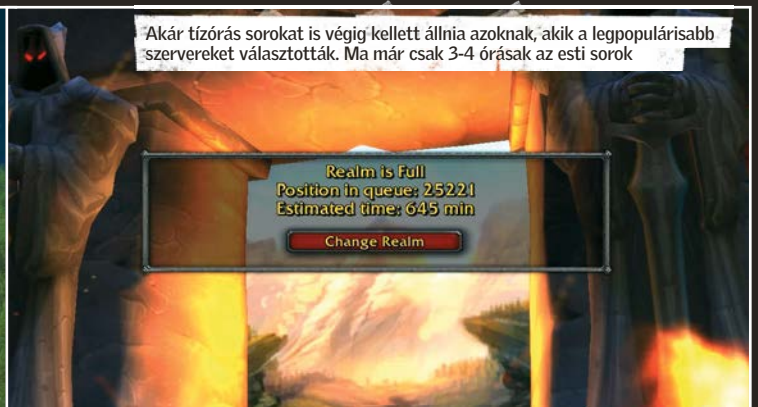 Akár tízórás sorokat is végig kellett állnia azoknak, akik a legpopulárisabb
szervereket választották. Ma már csak 3-4 órásak az esti sorok
Realm is Full
Position in queue: 25221
Estimated time: 645 min
Change Realm